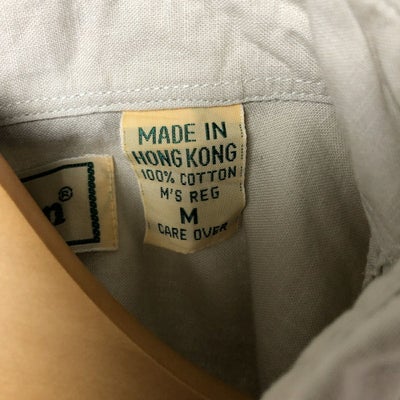 n®
MADE IN
HONG KONG
100% COTTON
M'S REG
M
CARE OVER